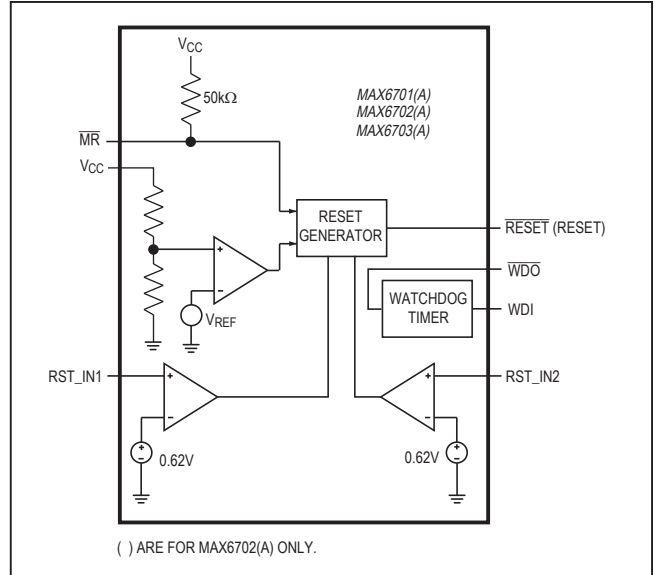 VCC
50kΩ
MAX6701(A)
MAX6702(A)
MAX6703(A)
MR
VCC
RESET
GENERATOR
RESET (RESET)
WDO
WATCHDOG
TIMER
WDI
+
−
VREF
RST_IN1
+
−
+
−
0.62V
RST_IN2
+
−
+
−
0.62V
( ) ARE FOR MAX6702(A) ONLY.